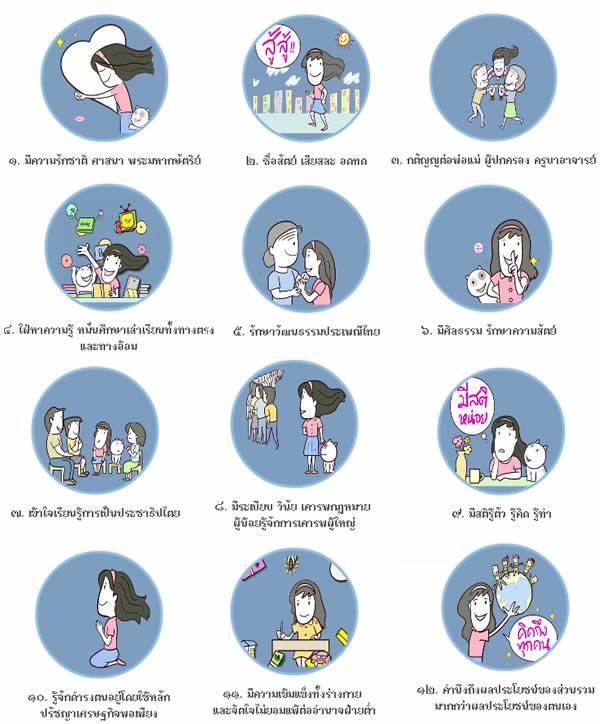 ๑. มีความรักชาติ ศาสนา พระมหากษัตริย์
สู้สู้!!
๒. ซื่อสัตย์ เสียสละ อดทด
๓. กตัญญูต่อพ่อแม่ ผู้ปกครอง ครูบาอาจารย์
๔. ใฝ่หาความรู้ หมั่นศึกษาเล่าเรียนทั้งทางตรง
และทางอ้อม
๕. รักษาวัฒนธรรมประเพณีไทย
๖. มีศีลธรรม รักษาความสัตย์
๗. เข้าใจเรียนรู้การเป็นประชาธิปไตย
๘. มีระเบียบ วินัย เคารพกฎหมาย
ผู้น้อยรู้จักการเคารพผู้ใหญ่
มีสติ
หน่อย
๙. มีสติรู้ตัว รู้คิด รู้ทำ
๑๐. รู้จักดำรงตนอยู่โดยใช้หลัก
ปรัชญาเศรษฐกิจพอเพียง
๑๑. มีความเข้มแข็งทั้งร่างกาย
และจิตใจไม่ยอมแพ้ต่ออำนาจฝ่ายต่ำ
คิดถึง
ทุกคน
๑๒. คำนึงถึงผลประโยชน์ของส่วนรวม
มากกว่าผลประโยชน์ของตนเอง